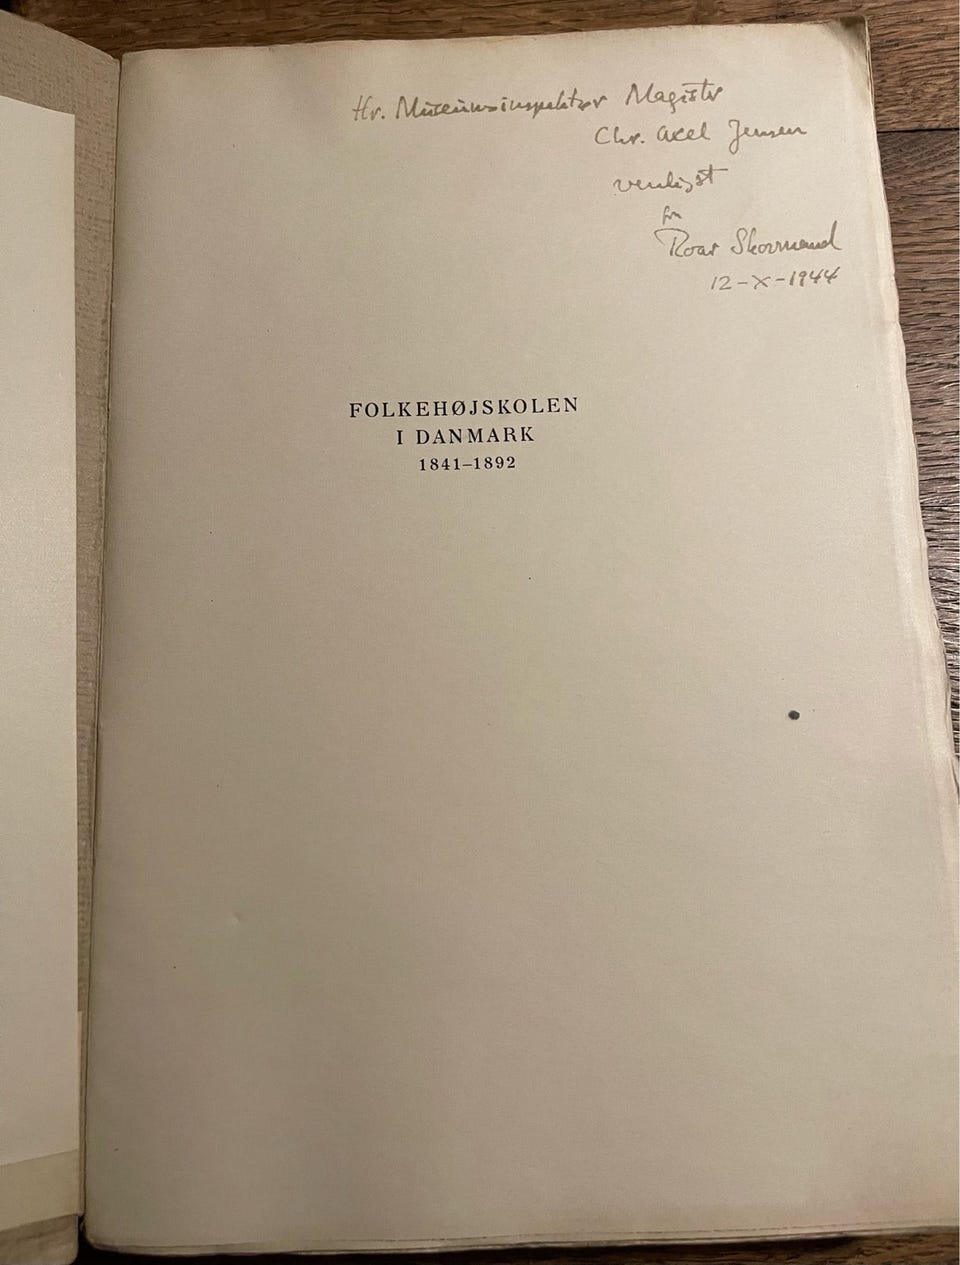 Hr. Museumsinspektør Magister
Chr. Axel Jensen
venligst
fra
Roar Skovmand
12-X-1944
FOLKEHØJSKOLEN
I DANMARK
1841–1892